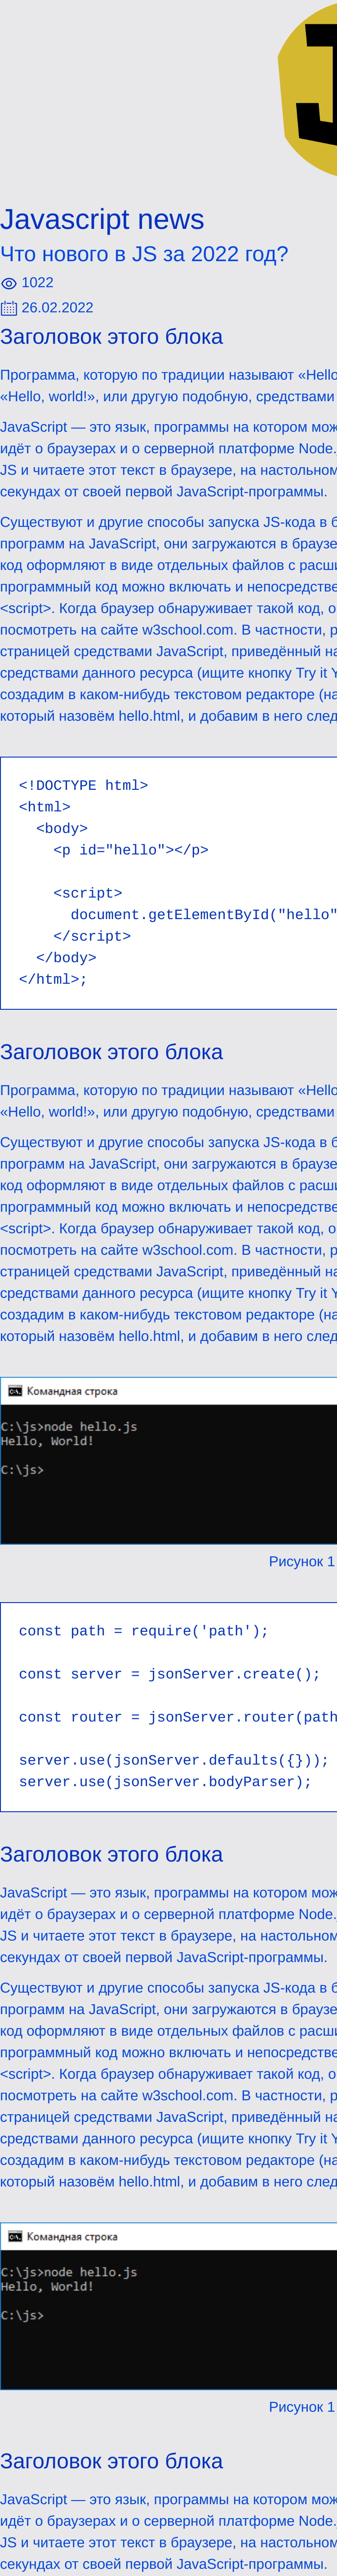 J
Javascript news
Что нового в JS за 2022 год?
1022
26.02.2022
Заголовок этого блока
Программа, которую по традиции называют «Hello
«Hello, world!», или другую подобную, средствами
JavaScript — это язык, программы на котором мож
идёт о браузерах и о серверной платформе Node.
JS и читаете этот текст в браузере, на настольном
секундах от своей первой JavaScript-программы.
Существуют и другие способы запуска JS-кода в б
программ на JavaScript, они загружаются в браузе
код оформляют в виде отдельных файлов с расши
программный код можно включать и непосредстве
<script>. Когда браузер обнаруживает такой код, о
посмотреть на сайте w3school.com. В частности, р
страницей средствами JavaScript, приведённый на
средствами данного ресурса (ищите кнопку Try it Y
создадим в каком-нибудь текстовом редакторе (на
который назовём hello.html, и добавим в него след
<!DOCTYPE html>
<html>
<body>
<p id="hello"></p>
<script>
document.getElementById("hello"
</script>
</body>
</html>;
Заголовок этого блока
Программа, которую по традиции называют «Hello
«Hello, world!», или другую подобную, средствами
Существуют и другие способы запуска JS-кода в б
программ на JavaScript, они загружаются в браузе
код оформляют в виде отдельных файлов с расши
программный код можно включать и непосредстве
<script>. Когда браузер обнаруживает такой код, о
посмотреть на сайте w3school.com. В частности, р
страницей средствами JavaScript, приведённый на
средствами данного ресурса (ищите кнопку Try it Y
создадим в каком-нибудь текстовом редакторе (на
который назовём hello.html, и добавим в него след
Командная строка
C:\js>node hello.js
Hello, World!
C:\js>
Рисунок 1
const path = require('path');
const server = jsonServer.create();
const router = jsonServer.router(path
server.use(jsonServer.defaults({}));
server.use(jsonServer.bodyParser);
Заголовок этого блока
JavaScript — это язык, программы на котором мож
идёт о браузерах и о серверной платформе Node.
JS и читаете этот текст в браузере, на настольном
секундах от своей первой JavaScript-программы.
Существуют и другие способы запуска JS-кода в б
программ на JavaScript, они загружаются в браузе
код оформляют в виде отдельных файлов с расши
программный код можно включать и непосредстве
<script>. Когда браузер обнаруживает такой код, о
посмотреть на сайте w3school.com. В частности, р
страницей средствами JavaScript, приведённый на
средствами данного ресурса (ищите кнопку Try it Y
создадим в каком-нибудь текстовом редакторе (на
который назовём hello.html, и добавим в него след
Командная строка
C:\js>node hello.js
Hello, World!
C:\js>
Рисунок 1
Заголовок этого блока
JavaScript — это язык, программы на котором мож
идёт о браузерах и о серверной платформе Node.
JS и читаете этот текст в браузере, на настольном
секундах от своей первой JavaScript-программы.